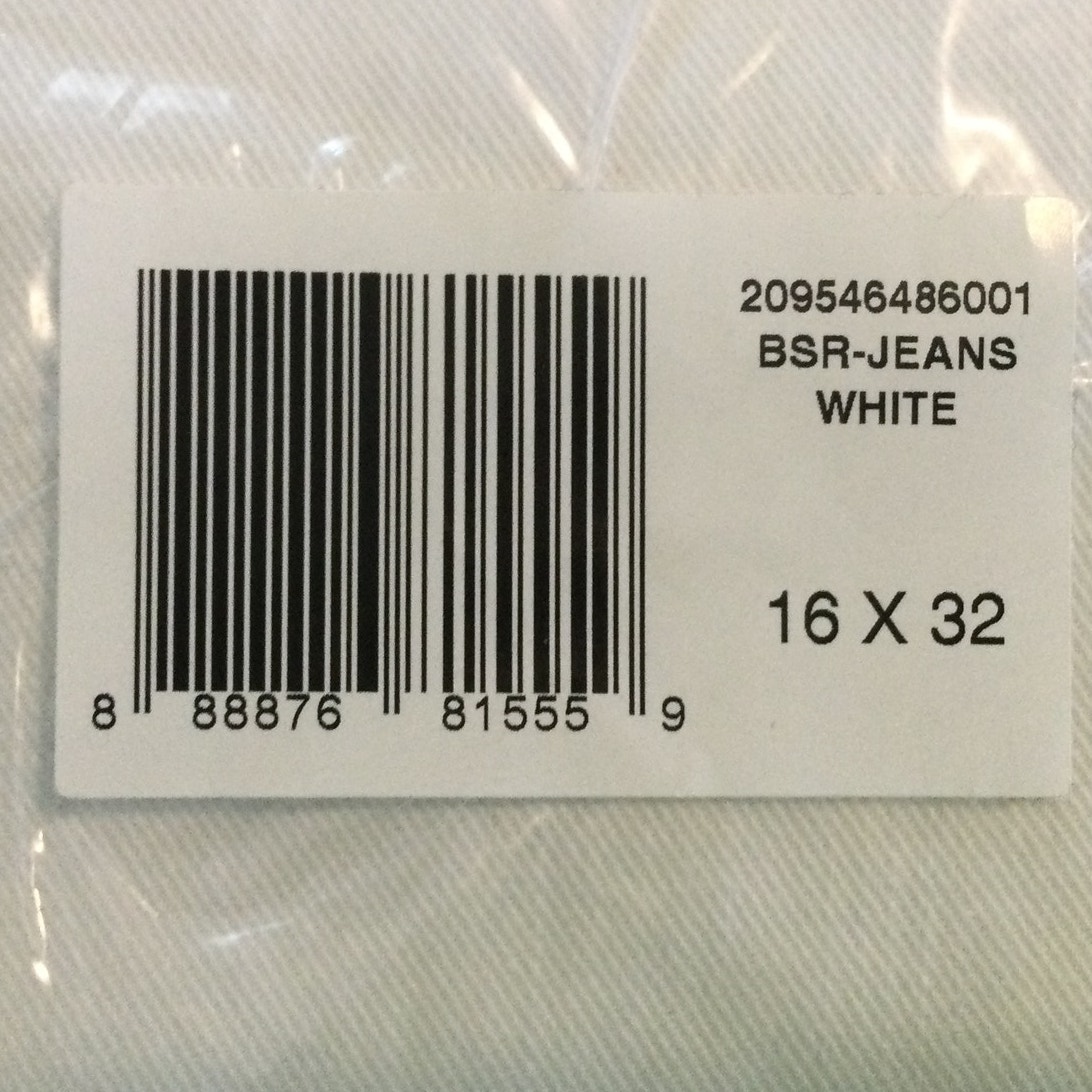 209546486001
BSR-JEANS
WHITE
16 X 32
8 88876 81555 9